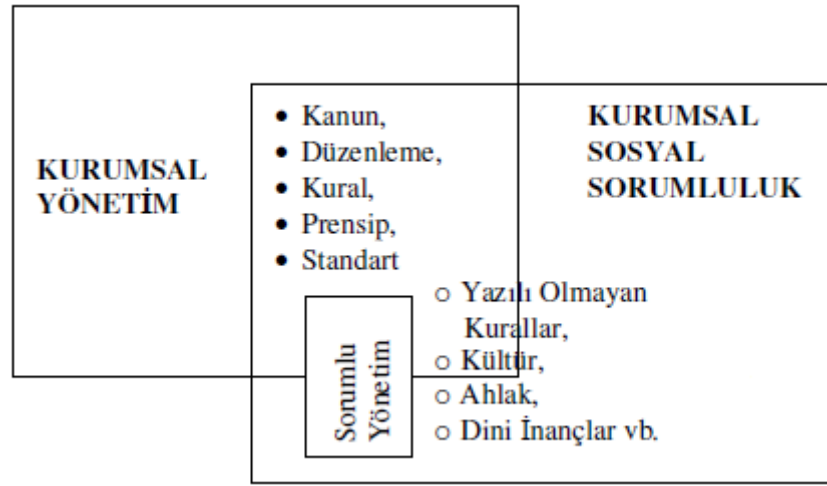 KURUMSAL
YÖNETİM
• Kanun,
• Düzenleme,
• Kural,
• Prensip,
• Standart
KURUMSAL
SOSYAL
SORUMLULUK
Sorumlu
Yönetim
o Yazılı Olmayan
Kurallar,
o Kültür,
o Ahlak,
o Dini İnançlar vb.